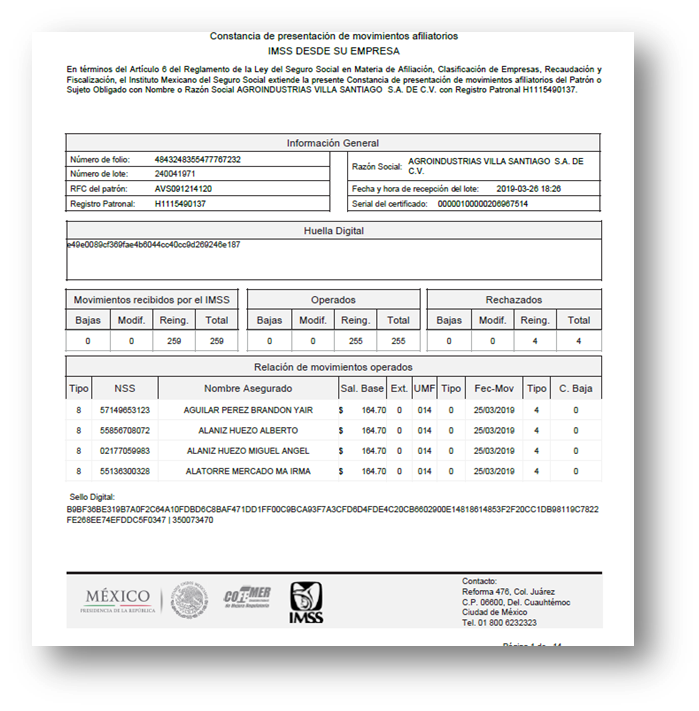 Constancia de presentación de movimientos afiliatorios
IMSS DESDE SU EMPRESA
En términos del Artículo 6 del Reglamento de la Ley del Seguro Social en Materia de Afiliación, Clasificación de Empresas, Recaudación y
Fiscalización, el Instituto Mexicano del Seguro Social extiende la presente Constancia de presentación de movimientos afiliatorios del Patrón o
Sujeto Obligado con Nombre o Razón Social AGROINDUSTRIAS VILLA SANTIAGO S.A. DE C.V. con Registro Patronal H1115490137.
Información General
Número de folio: 4843248355477767232
Número de lote: 240041971
RFC del patrón: AVS091214120
Registro Patronal: H1115490137
Razón Social: AGROINDUSTRIAS VILLA SANTIAGO S.A. DE
C.V.
Fecha y hora de recepción del lote: 2019-03-26 18:26
Serial del certificado: 00000100000206967514
Huella Digital
e49e0089cf369fae4b6044cc40cc9d269246e187
Movimientos recibidos por el IMSS Operados Rechazados
Bajas Modif. Reing. Total Bajas Modif. Reing. Total Bajas Modif. Reing. Total
0 0 259 259 0 0 255 255 0 0 4 4
Relación de movimientos operados
Tipo NSS Nombre Asegurado Sal. Base Ext. UMF Tipo Fec-Mov Tipo C. Baja
8 57149653123 AGUILAR PEREZ BRANDON YAIR $ 164.70 0 014 0 25/03/2019 4 0
8 55856708072 ALANIZ HUEZO ALBERTO $ 164.70 0 014 0 25/03/2019 4 0
8 02177059983 ALANIZ HUEZO MIGUEL ANGEL $ 164.70 0 014 0 25/03/2019 4 0
8 55136300328 ALATORRE MERCADO MA IRMA $ 164.70 0 014 0 25/03/2019 4 0
Sello Digital:
B9BF36BE319B7A0F2C64A10FDBD6C8BAF471DD1FF00C9BCA93F7A3CFD6D4FDE4C20CB6602900E14818614853F2F20CC1DB98119C7822
FE268EE74EFDDC5F0347 | 350073470
MÉXICO
PRESIDENCIA DE LA REPÚBLICA
COFEMER
IMSS
Contacto:
Reforma 476, Col. Juárez
C.P. 06600, Del. Cuauhtémoc
Ciudad de México
Tel. 01 800 6232323